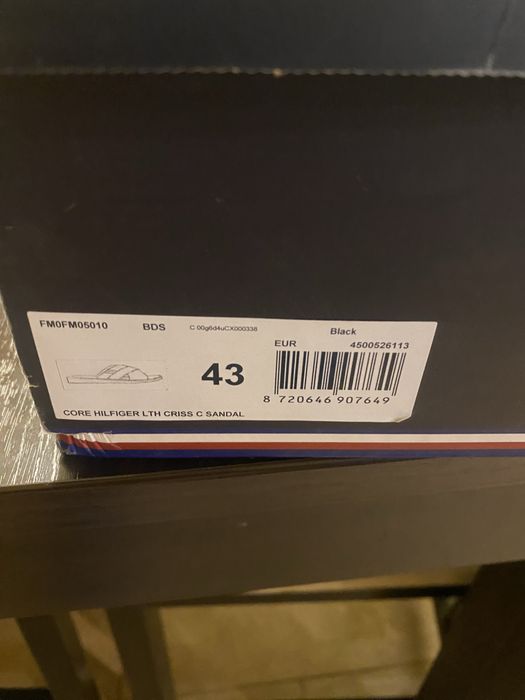 FM0FM05010 BDS C 00g6d4uCX000338 Black
EUR 4500526113
43
8 720646 907649
CORE HILFIGER LTH CRISS C SANDAL